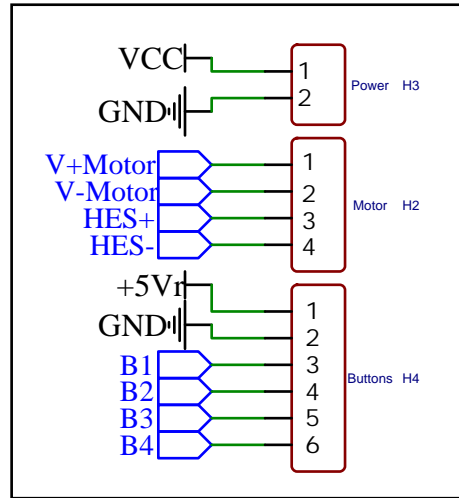 VCC 1
GND 2
Power H3
V+Motor 1
V-Motor 2
HES+ 3
HES- 4
Motor H2
+5Vr 1
GND 2
B1 3
B2 4
B3 5
B4 6
Buttons H4